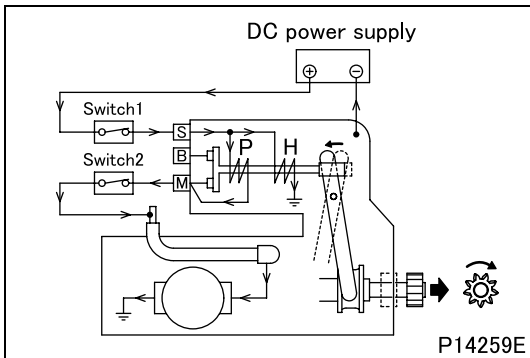 DC power supply
⊕ ⊖
Switch1
S
P H
B
Switch2
M
P14259E